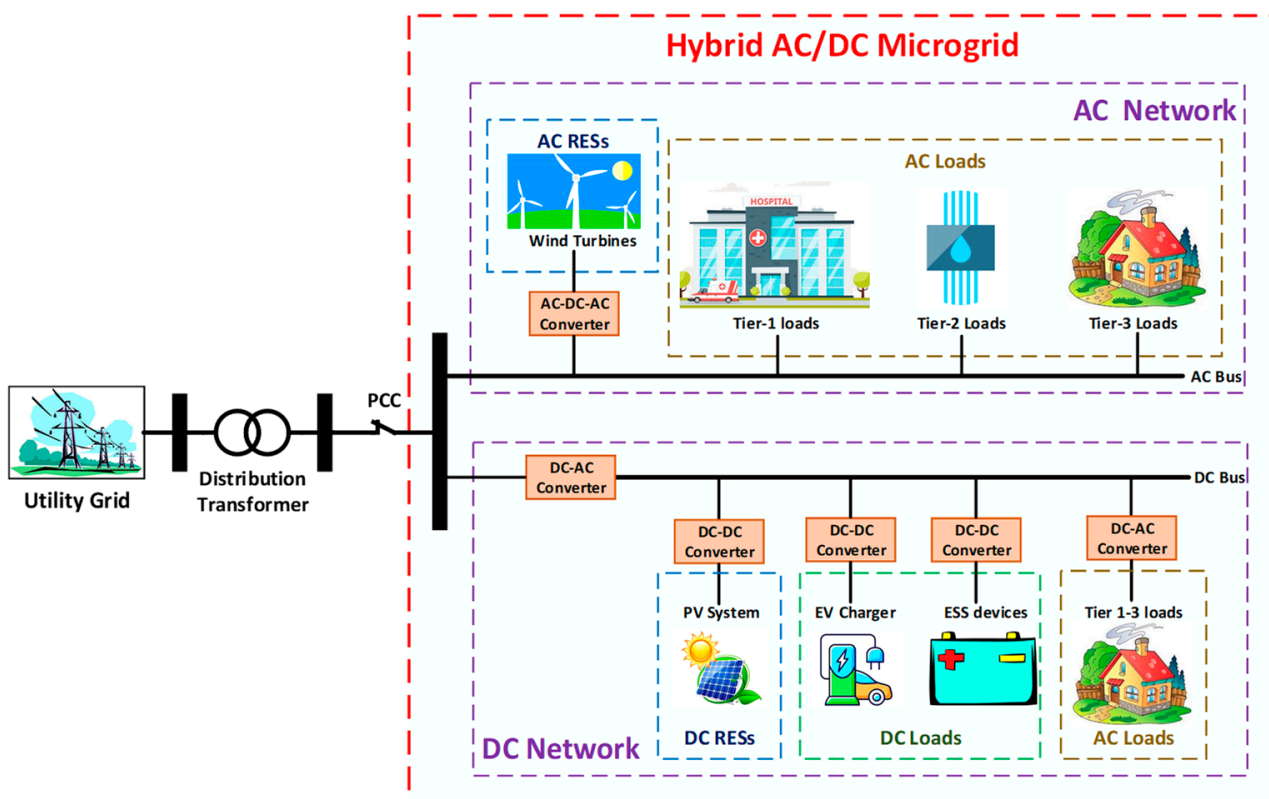 Hybrid AC/DC Microgrid
AC Network
AC RESs
Wind Turbines
AC-DC-AC
Converter
AC Loads
HOSPITAL
Tier-1 loads
Tier-2 Loads
Tier-3 Loads
AC Bus
Utility Grid
Distribution
Transformer
PCC
DC-AC
Converter
DC Bus
DC-DC
Converter
DC-DC
Converter
DC-DC
Converter
DC-AC
Converter
PV System
EV Charger
ESS devices
Tier 1-3 loads
DC Network
DC RESs
DC Loads
AC Loads